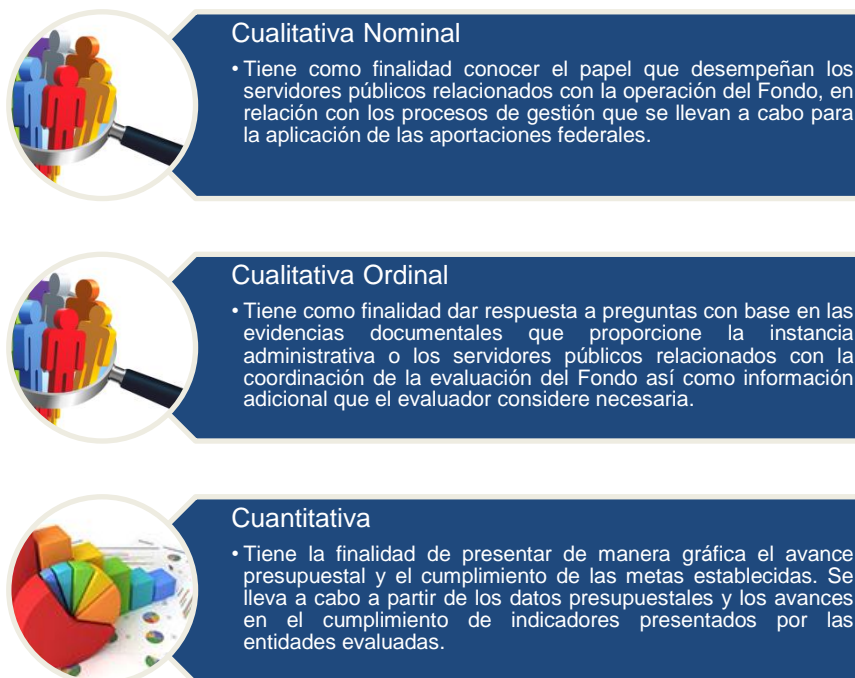 Cualitativa Nominal
• Tiene como finalidad conocer el papel que desempeñan los
servidores públicos relacionados con la operación del Fondo, en
relación con los procesos de gestión que se llevan a cabo para
la aplicación de las aportaciones federales.
Cualitativa Ordinal
• Tiene como finalidad dar respuesta a preguntas con base en las
evidencias documentales que proporcione la instancia
administrativa o los servidores públicos relacionados con la
coordinación de la evaluación del Fondo así como información
adicional que el evaluador considere necesaria.
Cuantitativa
• Tiene la finalidad de presentar de manera gráfica el avance
presupuestal y el cumplimiento de las metas establecidas. Se
lleva a cabo a partir de los datos presupuestales y los avances
en el cumplimiento de indicadores presentados por las
entidades evaluadas.